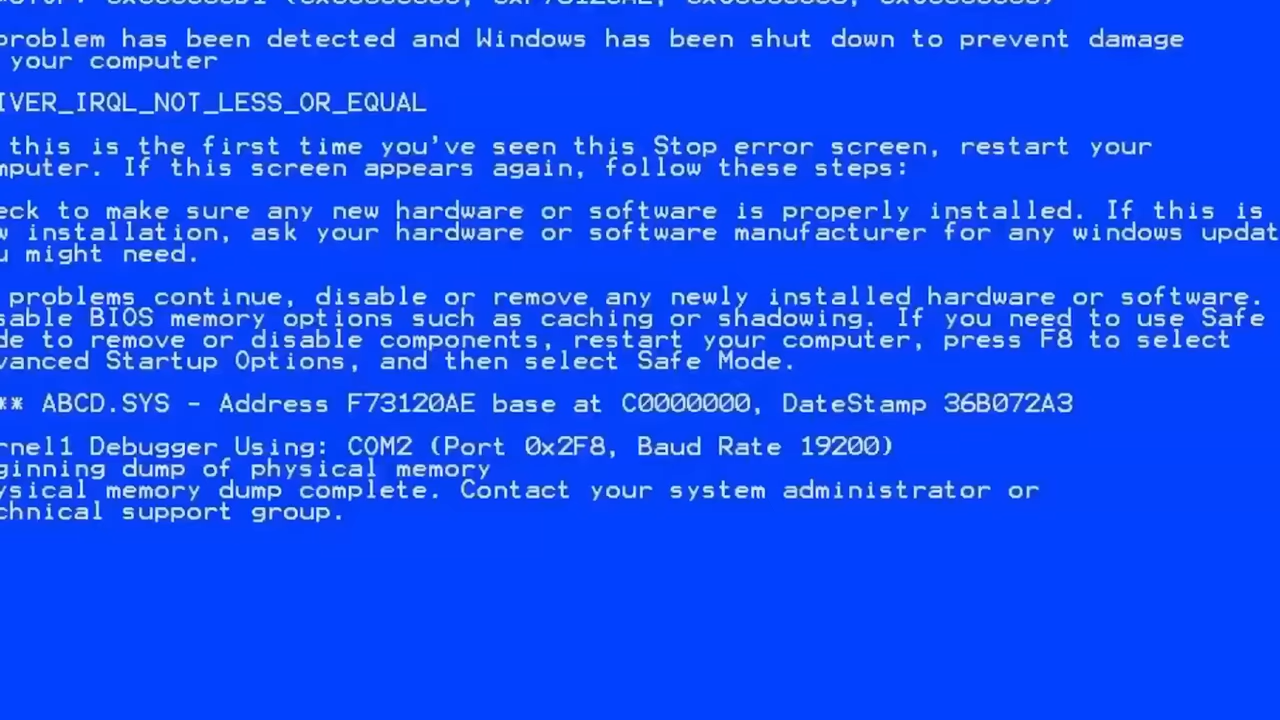 problem has been detected and Windows has been shut down to prevent damage
your computer
IVER_IRQL_NOT_LESS_OR_EQUAL
this is the first time you've seen this Stop error screen, restart your
mputer. If this screen appears again, follow these steps:
eck to make sure any new hardware or software is properly installed. If this is
w installation, ask your hardware or software manufacturer for any windows updat
u might need.
problems continue, disable or remove any newly installed hardware or software.
sable BIOS memory options such as caching or shadowing. If you need to use Safe
de to remove or disable components, restart your computer, press F8 to select
vanced Startup Options, and then select Safe Mode.
** ABCD.SYS - Address F73120AE base at C0000000, DateStamp 36B072A3
rnel1 Debugger Using: COM2 (Port 0x2F8, Baud Rate 19200)
ginning dump of physical memory
ysical memory dump complete. Contact your system administrator or
chnical support group.